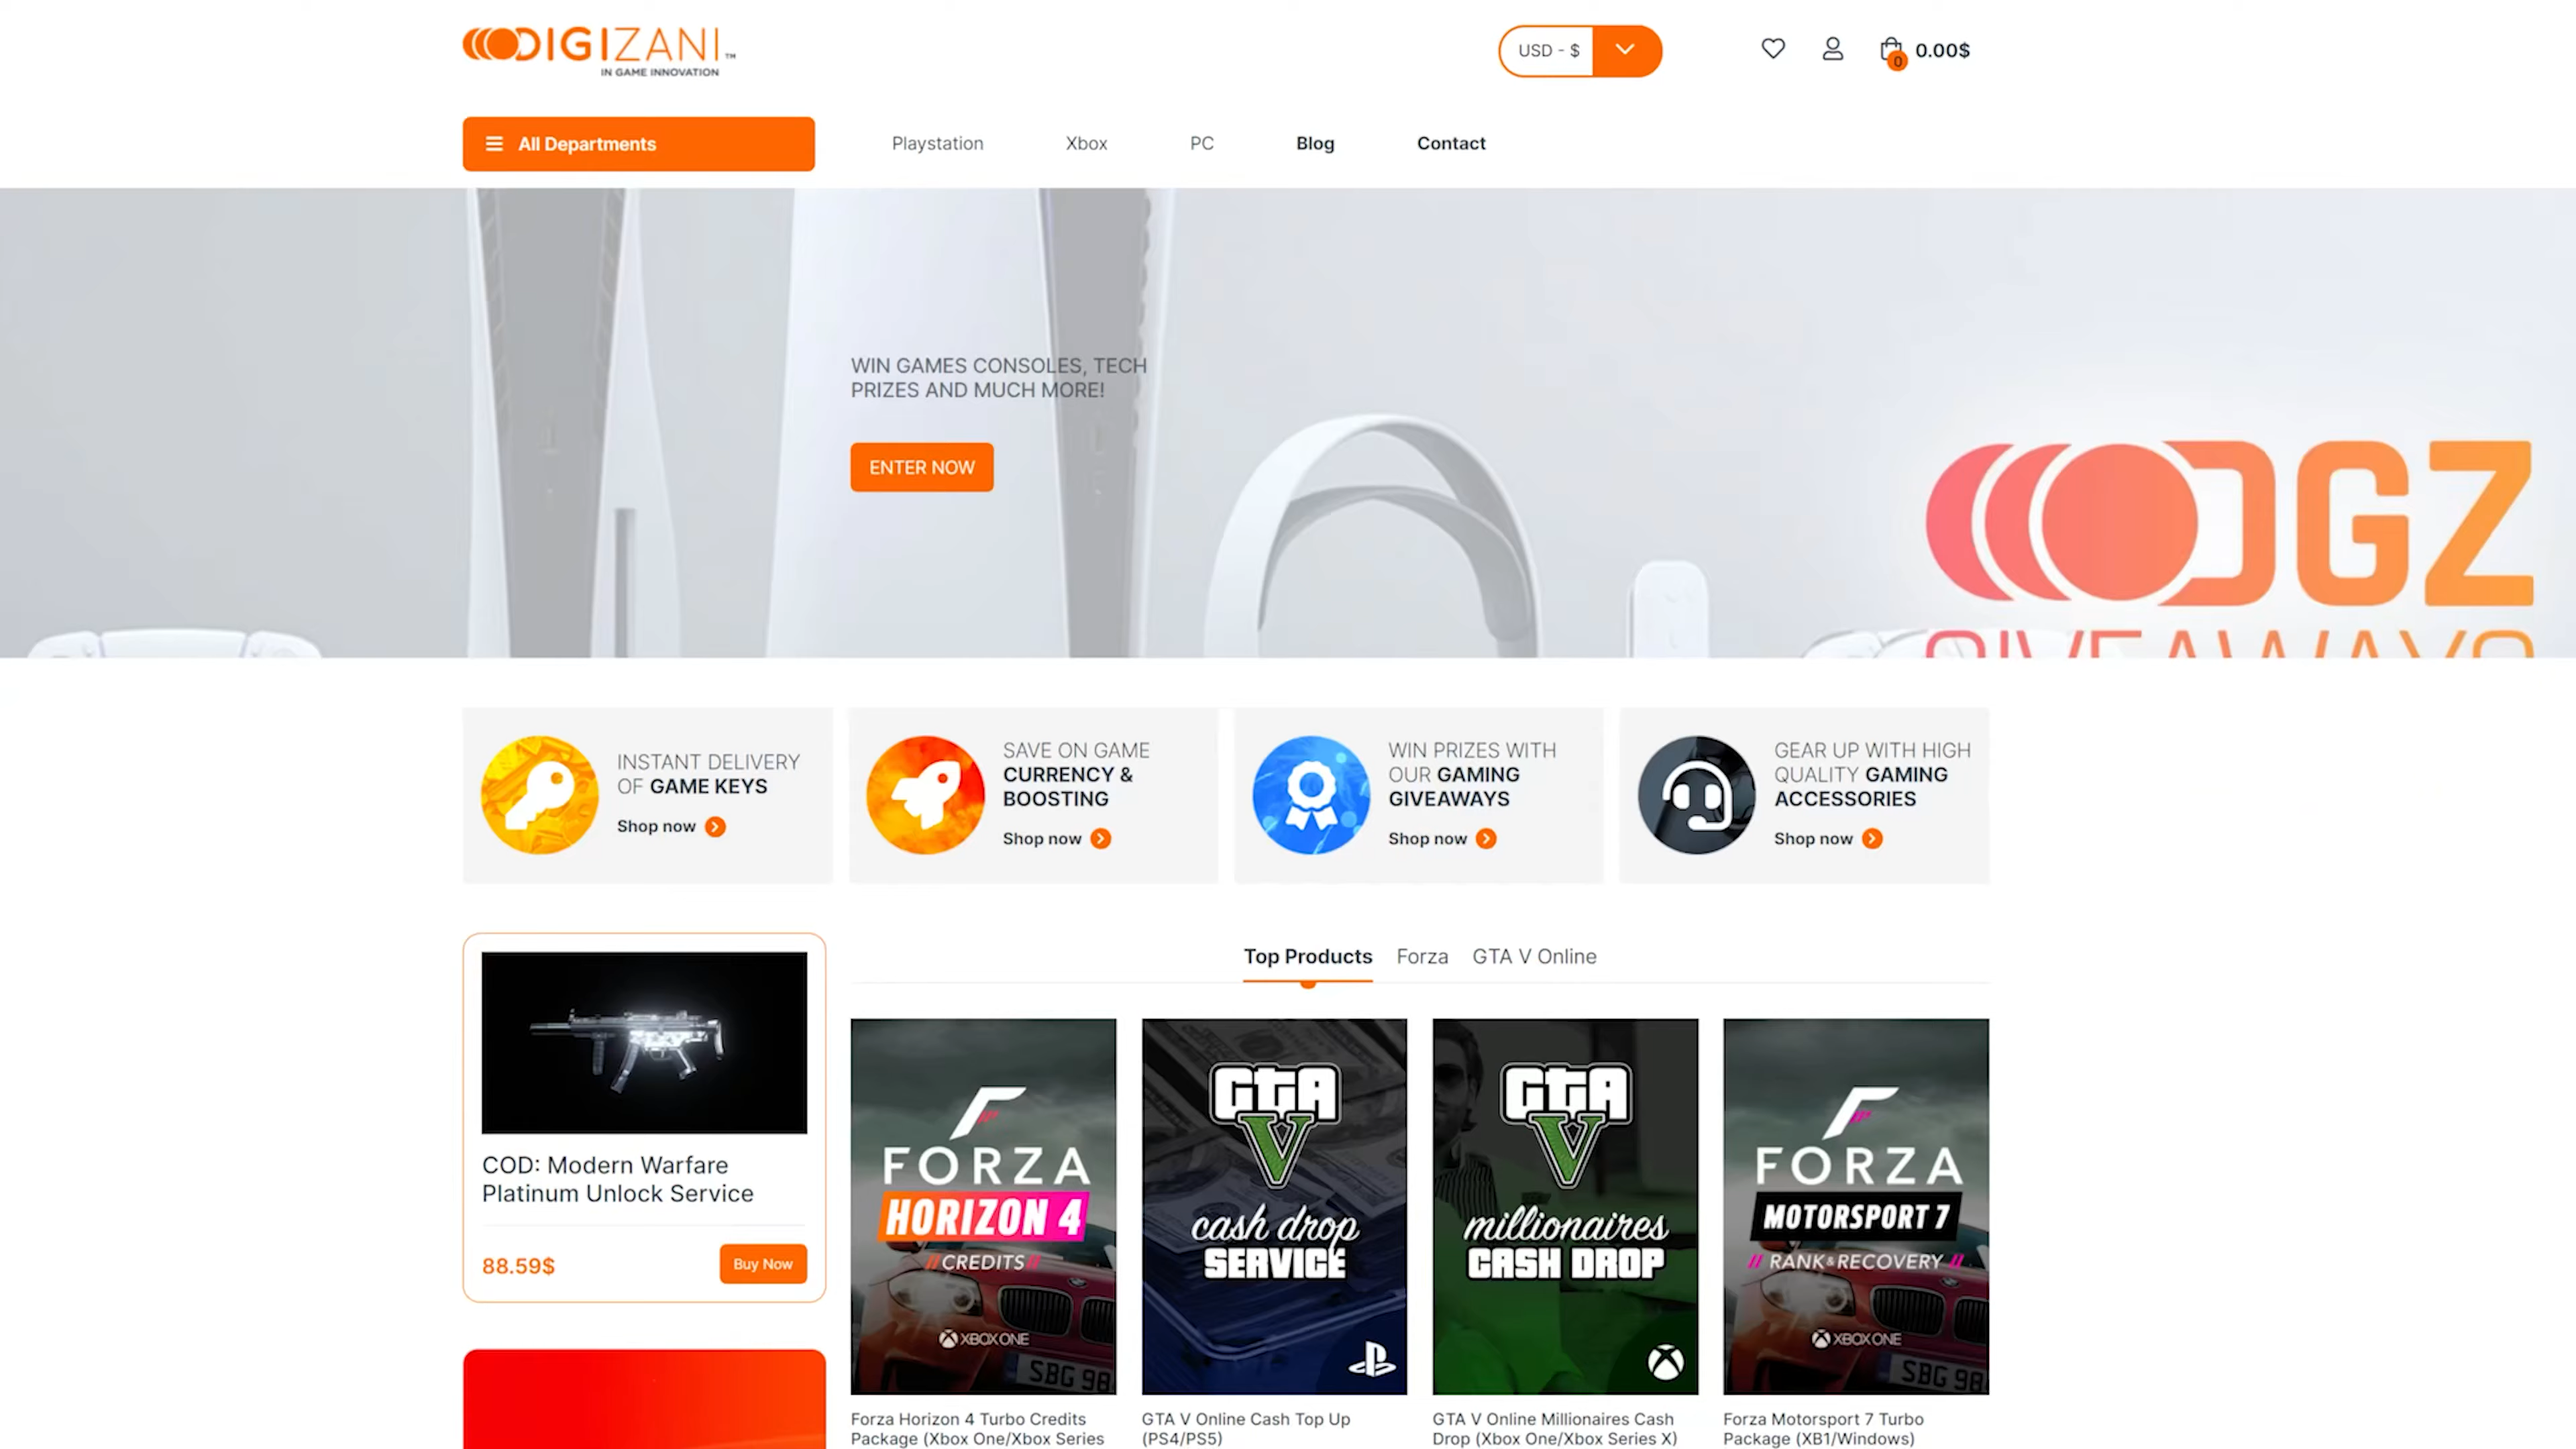 DIGIZANI™
IN GAME INNOVATION
USD - $
0
0.00$
All Departments
Playstation
Xbox
PC
Blog
Contact
WIN GAMES CONSOLES, TECH
PRIZES AND MUCH MORE!
ENTER NOW
DGZ
GIVEAWAYS
INSTANT DELIVERY
OF GAME KEYS
Shop now
SAVE ON GAME
CURRENCY &
BOOSTING
Shop now
WIN PRIZES WITH
OUR GAMING
GIVEAWAYS
Shop now
GEAR UP WITH HIGH
QUALITY GAMING
ACCESSORIES
Shop now
COD: Modern Warfare
Platinum Unlock Service
88.59$
Buy Now
Top Products
Forza
GTA V Online
FORZA
HORIZON 4
// CREDITS //
XBOX ONE
SBG 98
Forza Horizon 4 Turbo Credits
Package (Xbox One/Xbox Series
GTA
V
cash drop
SERVICE
GTA V Online Cash Top Up
(PS4/PS5)
GTA
V
millionaires
CASH DROP
GTA V Online Millionaires Cash
Drop (Xbox One/Xbox Series X)
FORZA
MOTORSPORT 7
// RANK & RECOVERY //
XBOX ONE
SBG 98
Forza Motorsport 7 Turbo
Package (XB1/Windows)